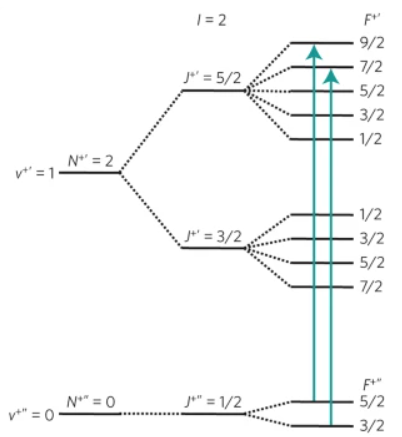 I = 2
F⁺'
9/2
7/2
J⁺' = 5/2
5/2
3/2
1/2
N⁺' = 2
v⁺' = 1
1/2
J⁺' = 3/2
3/2
5/2
7/2
F⁺"
N⁺" = 0
J⁺" = 1/2
5/2
v⁺" = 0
3/2